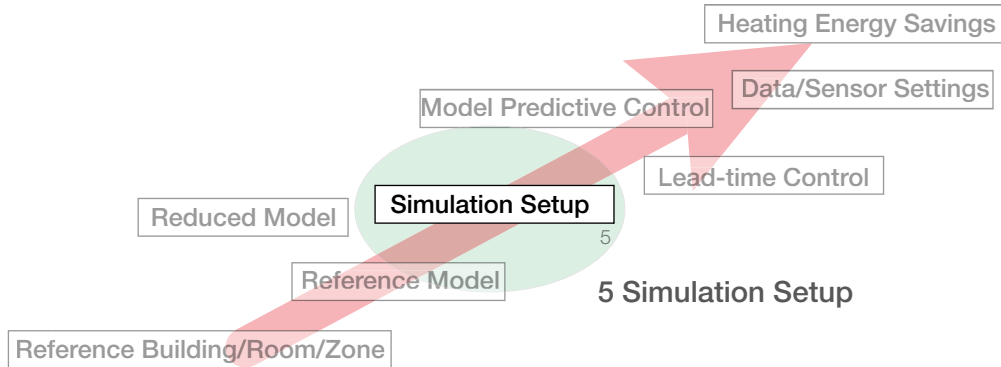 Heating Energy Savings
Data/Sensor Settings
Model Predictive Control
Lead-time Control
Simulation Setup
Reduced Model
5
Reference Model
5 Simulation Setup
Reference Building/Room/Zone